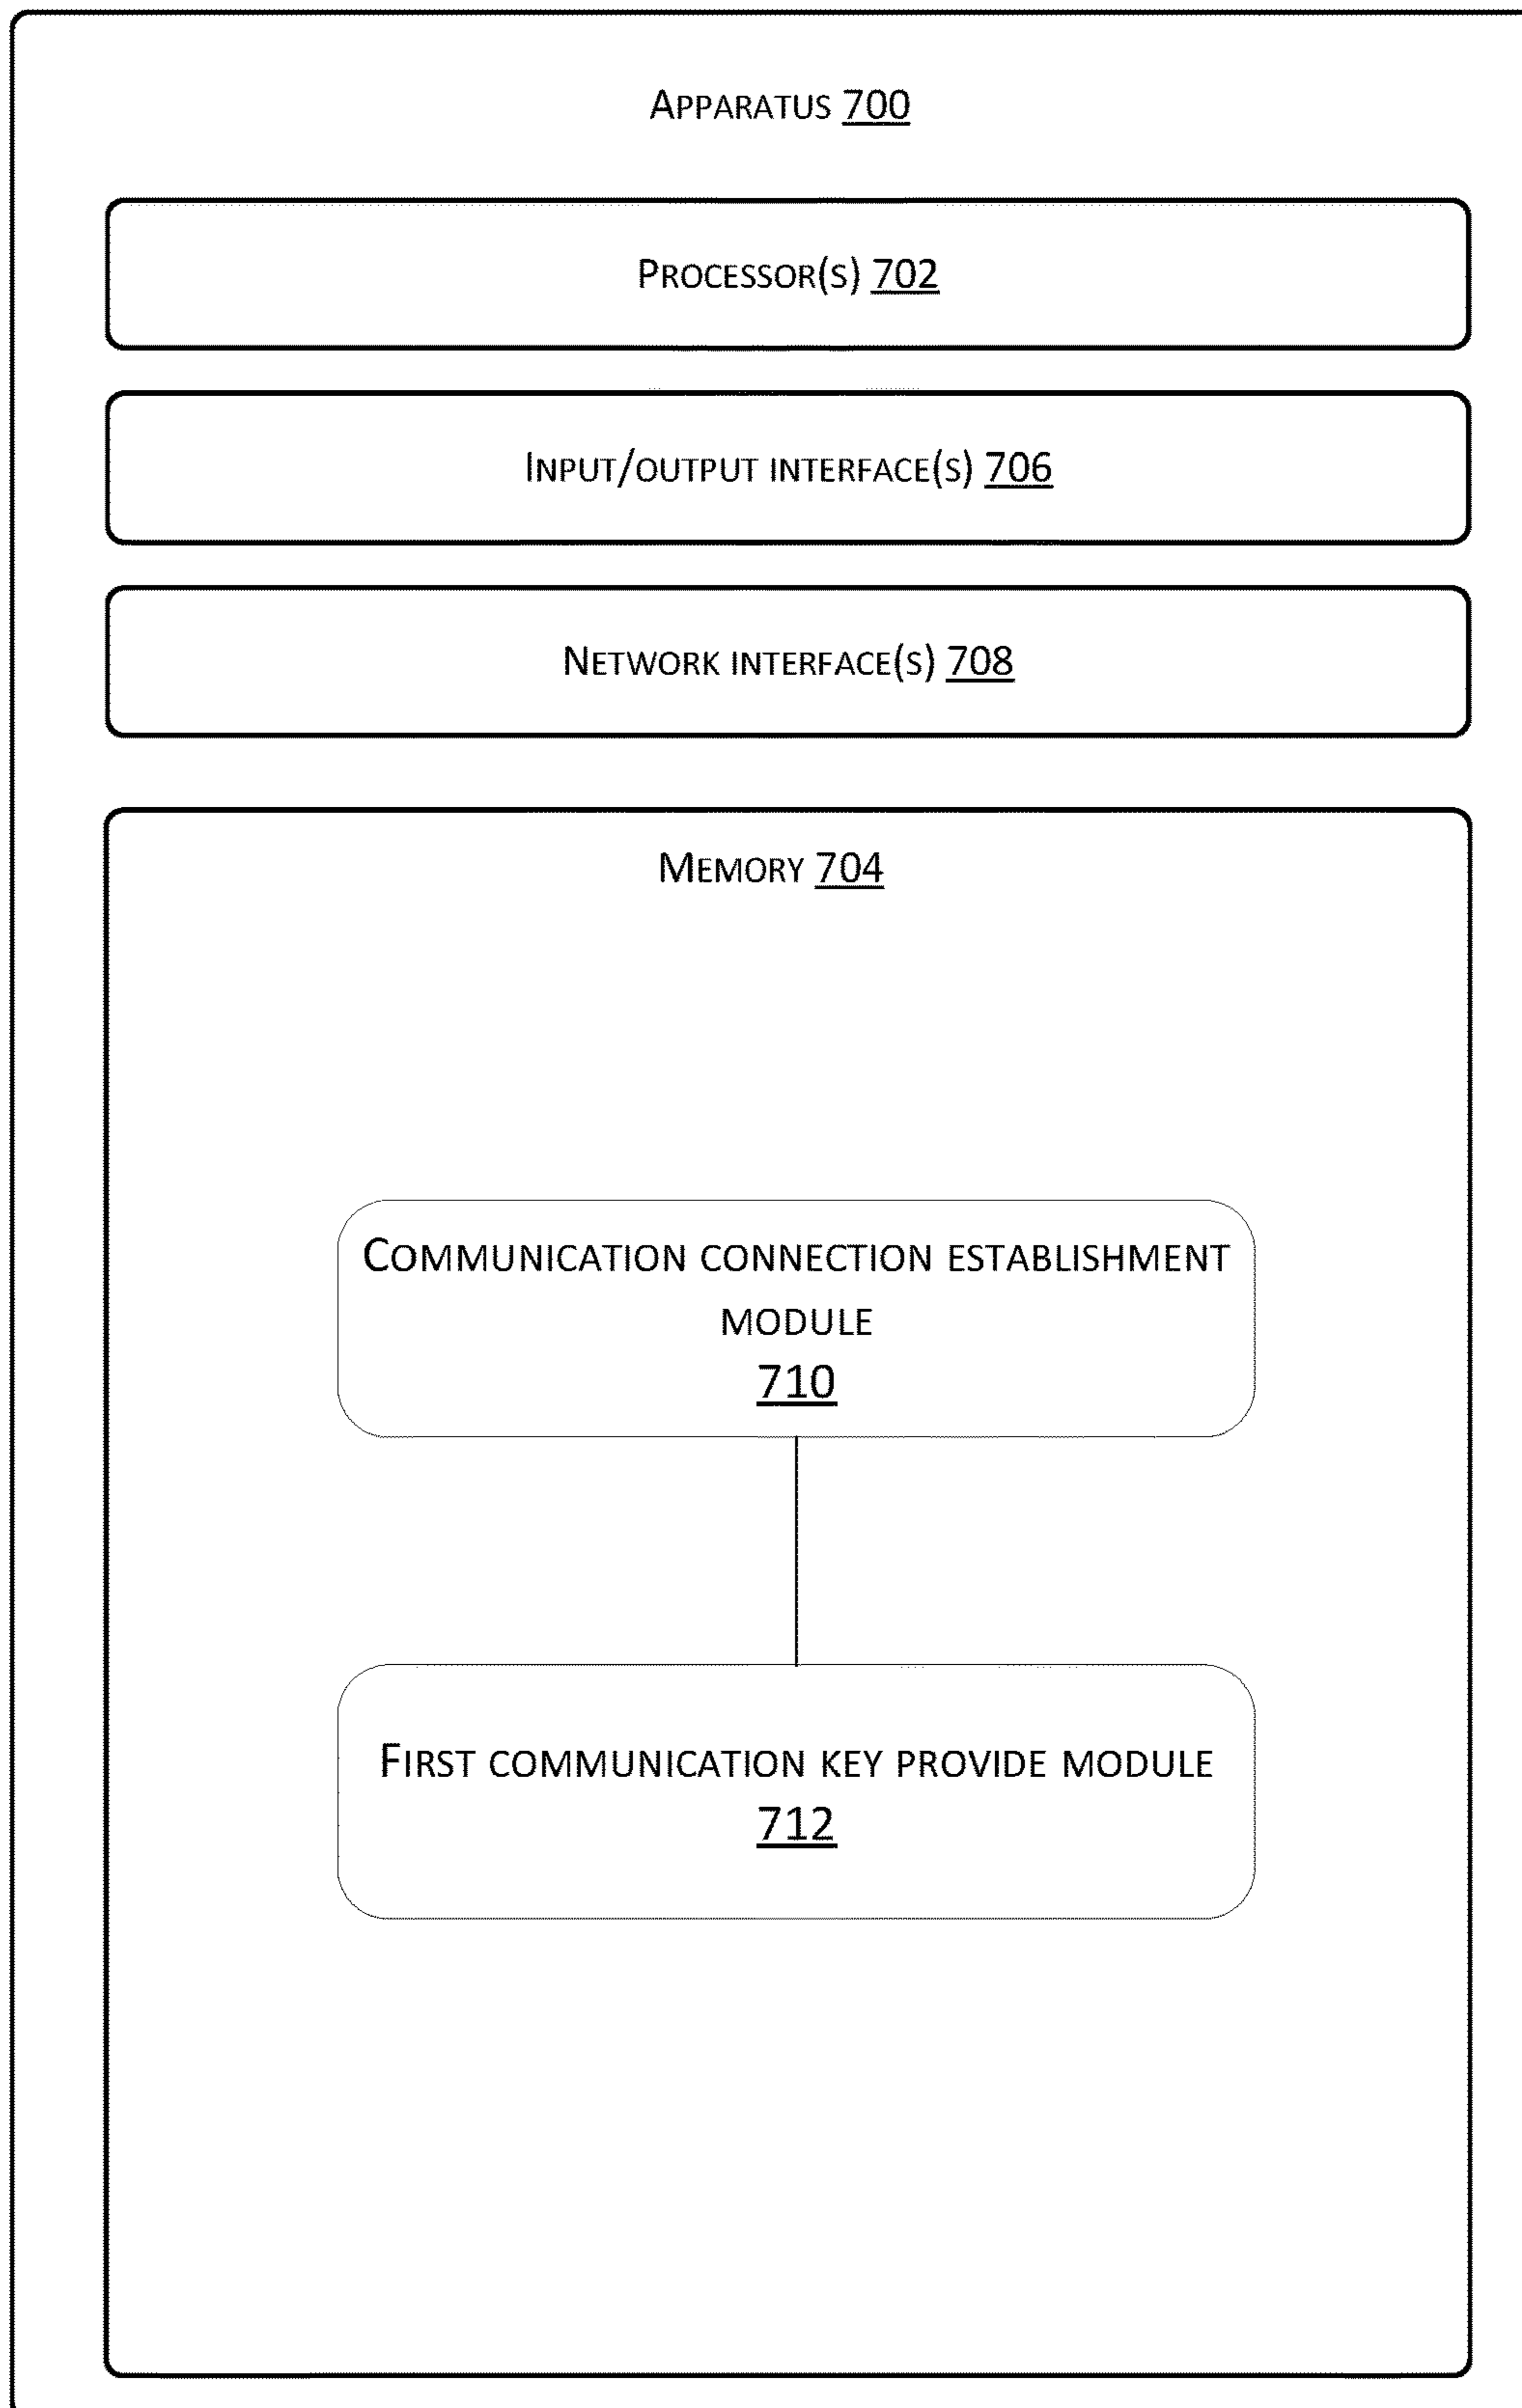 APPARATUS 700
PROCESSOR(S) 702
INPUT/OUTPUT INTERFACE(S) 706
NETWORK INTERFACE(S) 708
MEMORY 704
COMMUNICATION CONNECTION ESTABLISHMENT
MODULE
710
FIRST COMMUNICATION KEY PROVIDE MODULE
712